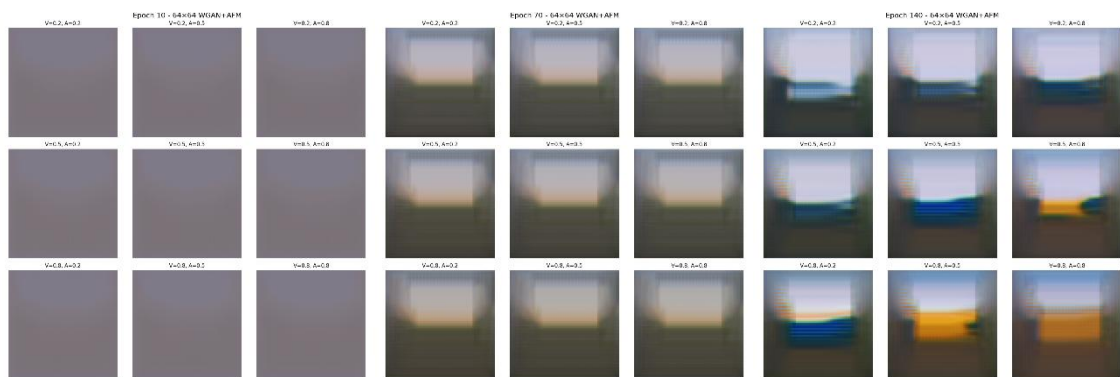 Epoch 10 - 64×64 WGAN+AFM
V=0.2, A=0.2
V=0.2, A=0.5
V=0.2, A=0.8
V=0.5, A=0.2
V=0.5, A=0.5
V=0.5, A=0.8
V=0.8, A=0.2
V=0.8, A=0.5
V=0.8, A=0.8
Epoch 70 - 64×64 WGAN+AFM
V=0.2, A=0.2
V=0.2, A=0.5
V=0.2, A=0.8
V=0.5, A=0.2
V=0.5, A=0.5
V=0.5, A=0.8
V=0.8, A=0.2
V=0.8, A=0.5
V=0.8, A=0.8
Epoch 140 - 64×64 WGAN+AFM
V=0.2, A=0.2
V=0.2, A=0.5
V=0.2, A=0.8
V=0.5, A=0.2
V=0.5, A=0.5
V=0.5, A=0.8
V=0.8, A=0.2
V=0.8, A=0.5
V=0.8, A=0.8